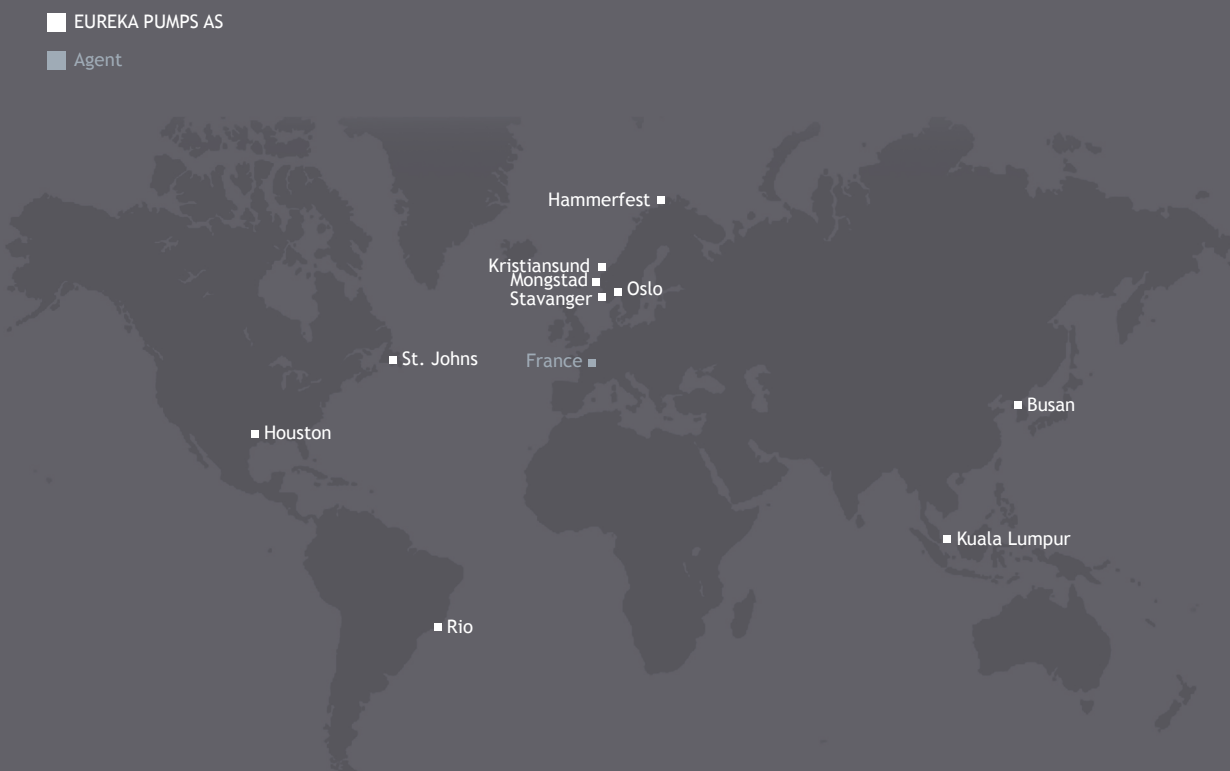 EUREKA PUMPS AS
Agent
Hammerfest
Kristiansund
Mongstad
Oslo
Stavanger
St. Johns
France
Busan
Houston
Kuala Lumpur
Rio